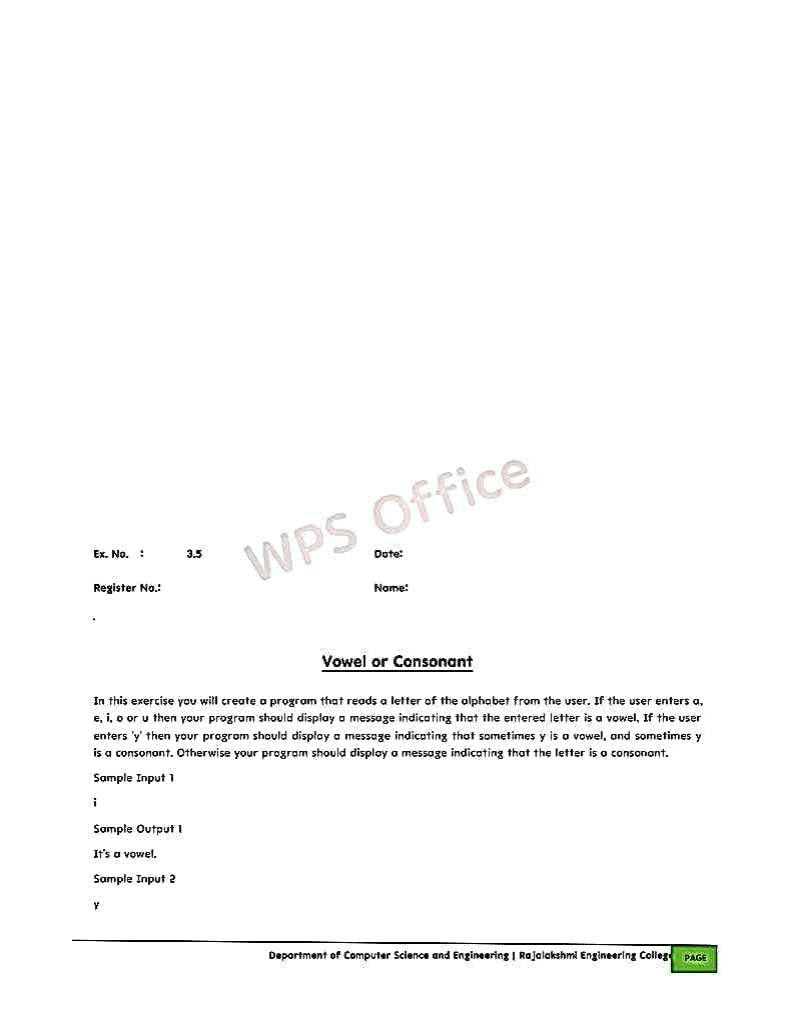 WPS Office
Ex. No. : 3.5 Date:
Register No.: Name:
.
Vowel or Consonant
In this exercise you will create a program that reads a letter of the alphabet from the user. If the user enters a,
e, i, o or u then your program should display a message indicating that the entered letter is a vowel. If the user
enters 'y' then your program should display a message indicating that sometimes y is a vowel, and sometimes y
is a consonant. Otherwise your program should display a message indicating that the letter is a consonant.
Sample Input 1
i
Sample Output 1
It's a vowel.
Sample Input 2
y
Department of Computer Science and Engineering | Rajalakshmi Engineering College PAGE